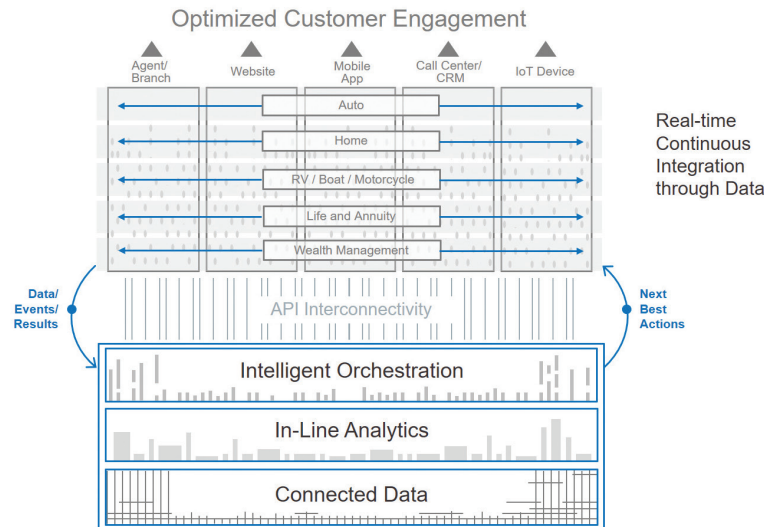 Optimized Customer Engagement
Agent/
Branch
Website
Mobile
App
Call Center/
CRM
IoT Device
Auto
Home
RV / Boat / Motorcycle
Life and Annuity
Wealth Management
Real-time
Continuous
Integration
through Data
Data/
Events/
Results
API Interconnectivity
Next
Best
Actions
Intelligent Orchestration
In-Line Analytics
Connected Data